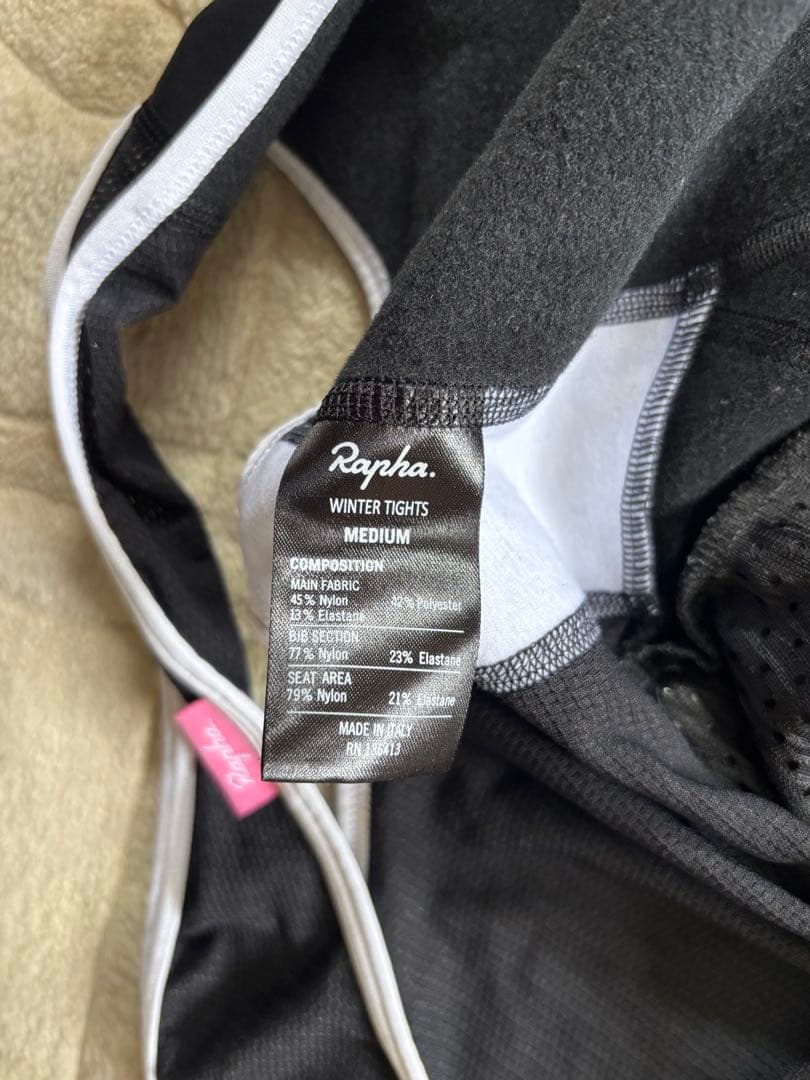 Rapha.
WINTER TIGHTS
MEDIUM
COMPOSITION
MAIN FABRIC
45% Nylon 42% Polyester
13% Elastane
BIB SECTION
77% Nylon 23% Elastane
SEAT AREA
79% Nylon 21% Elastane
MADE IN ITALY
RN 136413
Rapha.